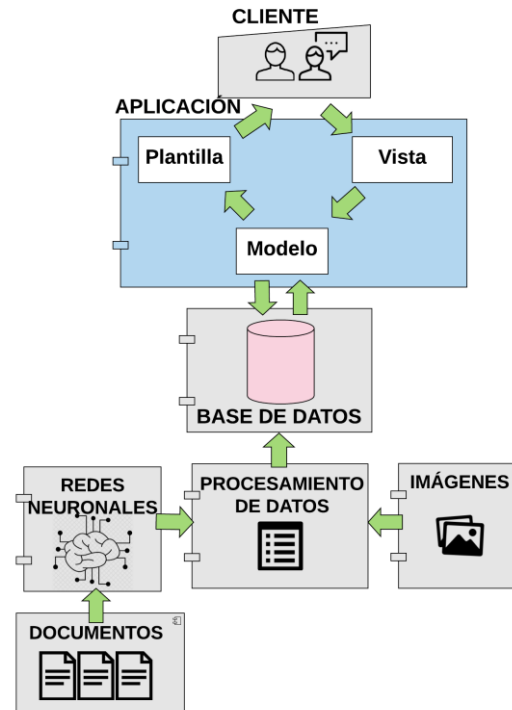 CLIENTE
APLICACIÓN
Plantilla
Vista
Modelo
BASE DE DATOS
REDES
NEURONALES
PROCESAMIENTO
DE DATOS
IMÁGENES
DOCUMENTOS